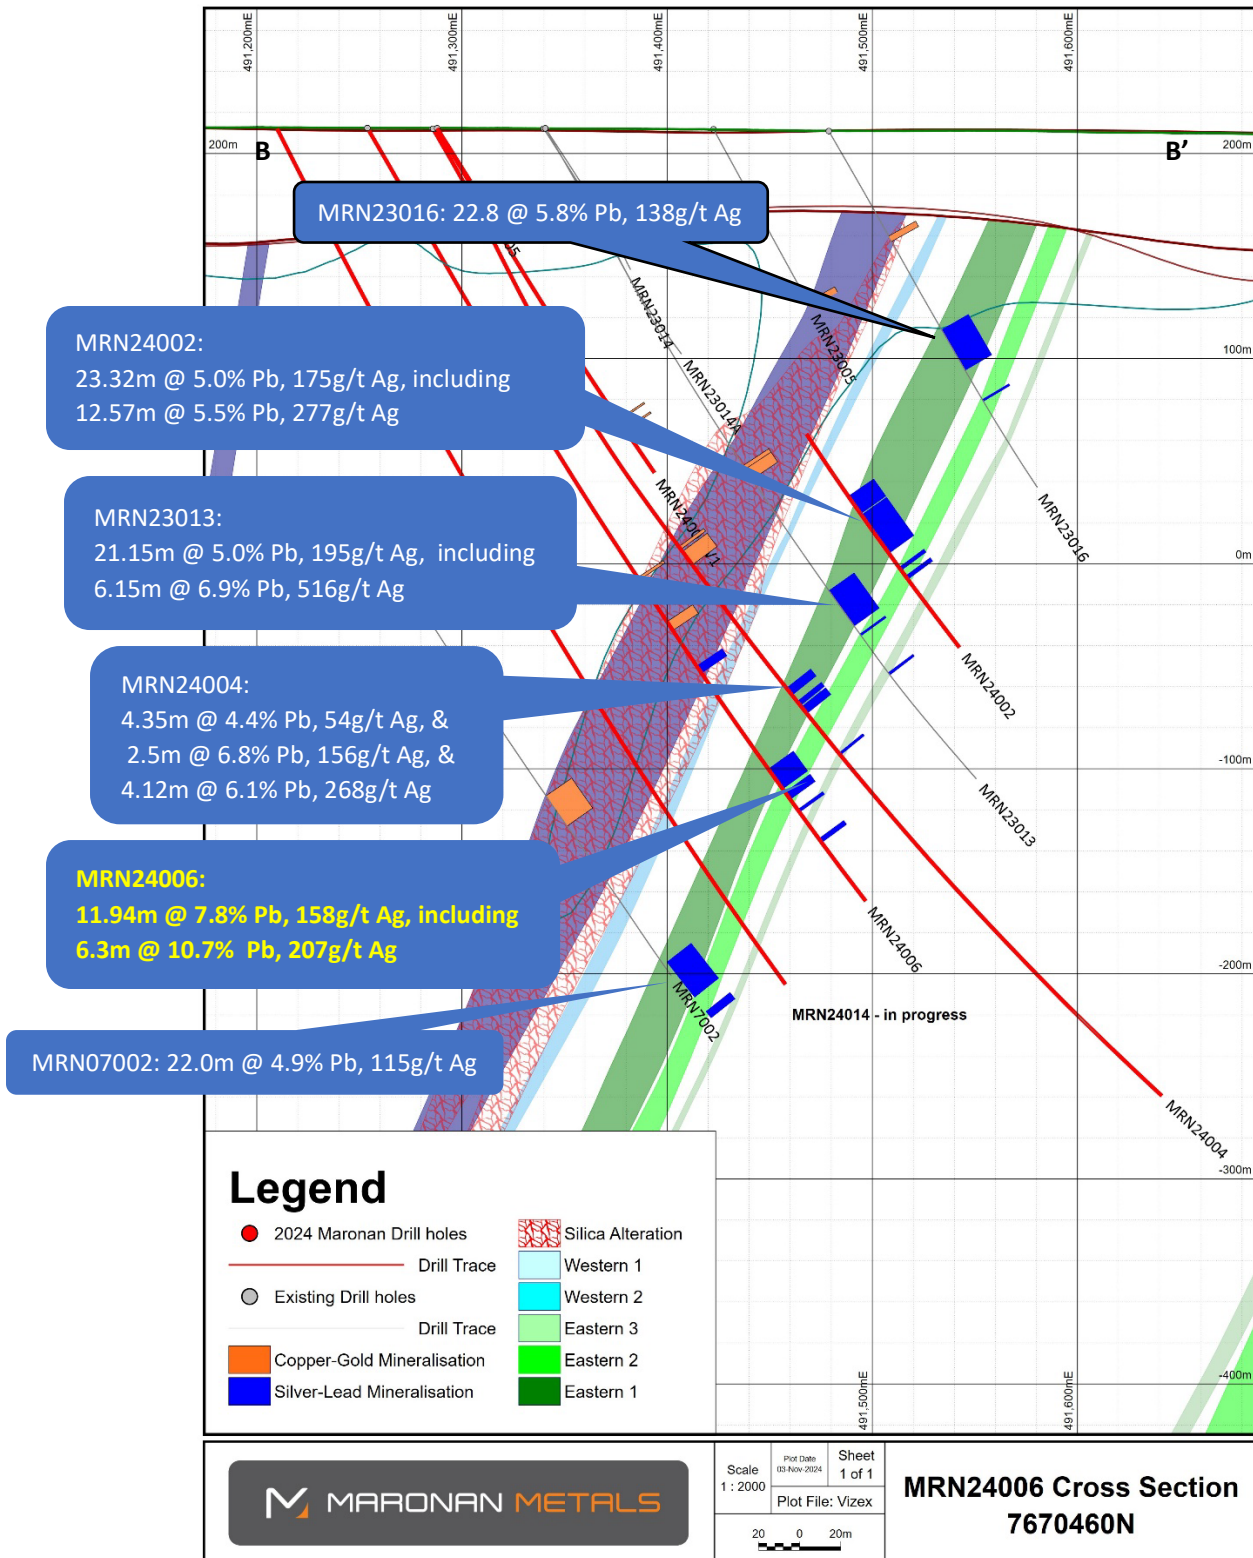 491,200mE
491,300mE
491,400mE
491,500mE
491,600mE
200m
B
B’
200m
MRN23016: 22.8 @ 5.8% Pb, 138g/t Ag
05
MRN23014
MRN23005
100m
MRN24002:
23.32m @ 5.0% Pb, 175g/t Ag, including
12.57m @ 5.5% Pb, 277g/t Ag
MRN23014A
MRN23016
MRN23013:
21.15m @ 5.0% Pb, 195g/t Ag, including
6.15m @ 6.9% Pb, 516g/t Ag
0m
MRN24002
MRN24004:
4.35m @ 4.4% Pb, 54g/t Ag, &
2.5m @ 6.8% Pb, 156g/t Ag, &
4.12m @ 6.1% Pb, 268g/t Ag
-100m
MRN23013
MRN24006:
11.94m @ 7.8% Pb, 158g/t Ag, including
6.3m @ 10.7% Pb, 207g/t Ag
MRN24006
-200m
MRN7002
MRN24014 - in progress
MRN07002: 22.0m @ 4.9% Pb, 115g/t Ag
MRN24004
-300m
Legend
2024 Maronan Drill holes
Drill Trace
Existing Drill holes
Drill Trace
Copper-Gold Mineralisation
Silver-Lead Mineralisation
Silica Alteration
Western 1
Western 2
Eastern 3
Eastern 2
Eastern 1
-400m
491,500mE
491,600mE
MARONAN METALS
Scale
1 : 2000
Plot Date
03-Nov-2024
Sheet
1 of 1
Plot File: Vizex
20 0 20m
MRN24006 Cross Section
7670460N